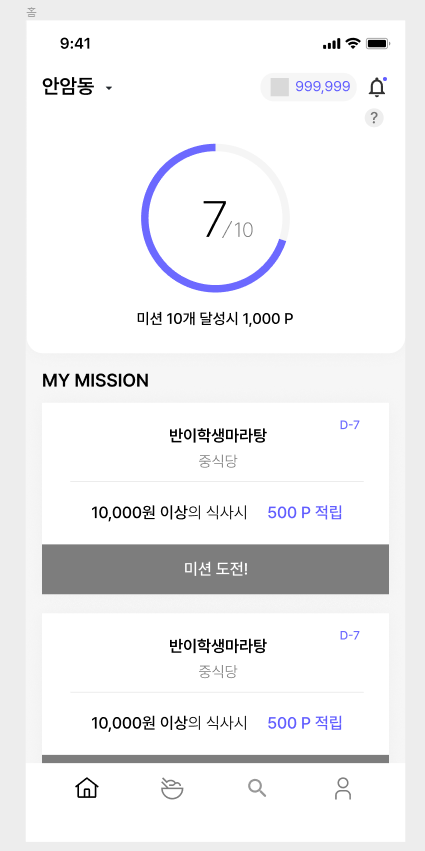 홈
9:41
안암동
999,999
?
7/10
미션 10개 달성시 1,000 P
MY MISSION
D-7
반이학생마라탕
중식당
10,000원 이상의 식사시 500 P 적립
미션 도전!
D-7
반이학생마라탕
중식당
10,000원 이상의 식사시 500 P 적립